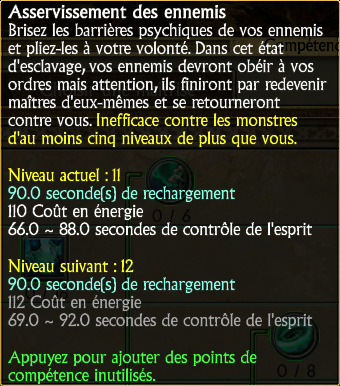 Asservissement des ennemis
Brisez les barrières psychiques de vos ennemis
et pliez-les à votre volonté. Dans cet état
d'esclavage, vos ennemis devront obéir à vos
ordres mais attention, ils finiront par redevenir
maîtres d'eux-mêmes et se retourneront
contre vous. Inefficace contre les monstres
d'au moins cinq niveaux de plus que vous.
Niveau actuel : 11
90.0 seconde(s) de rechargement
110 Coût en énergie
66.0 ~ 88.0 secondes de contrôle de l'esprit
Niveau suivant : 12
90.0 seconde(s) de rechargement
112 Coût en énergie
69.0 ~ 92.0 secondes de contrôle de l'esprit
Appuyez pour ajouter des points de
compétence inutilisés.
Compétenc
0 / 6
0 / 8